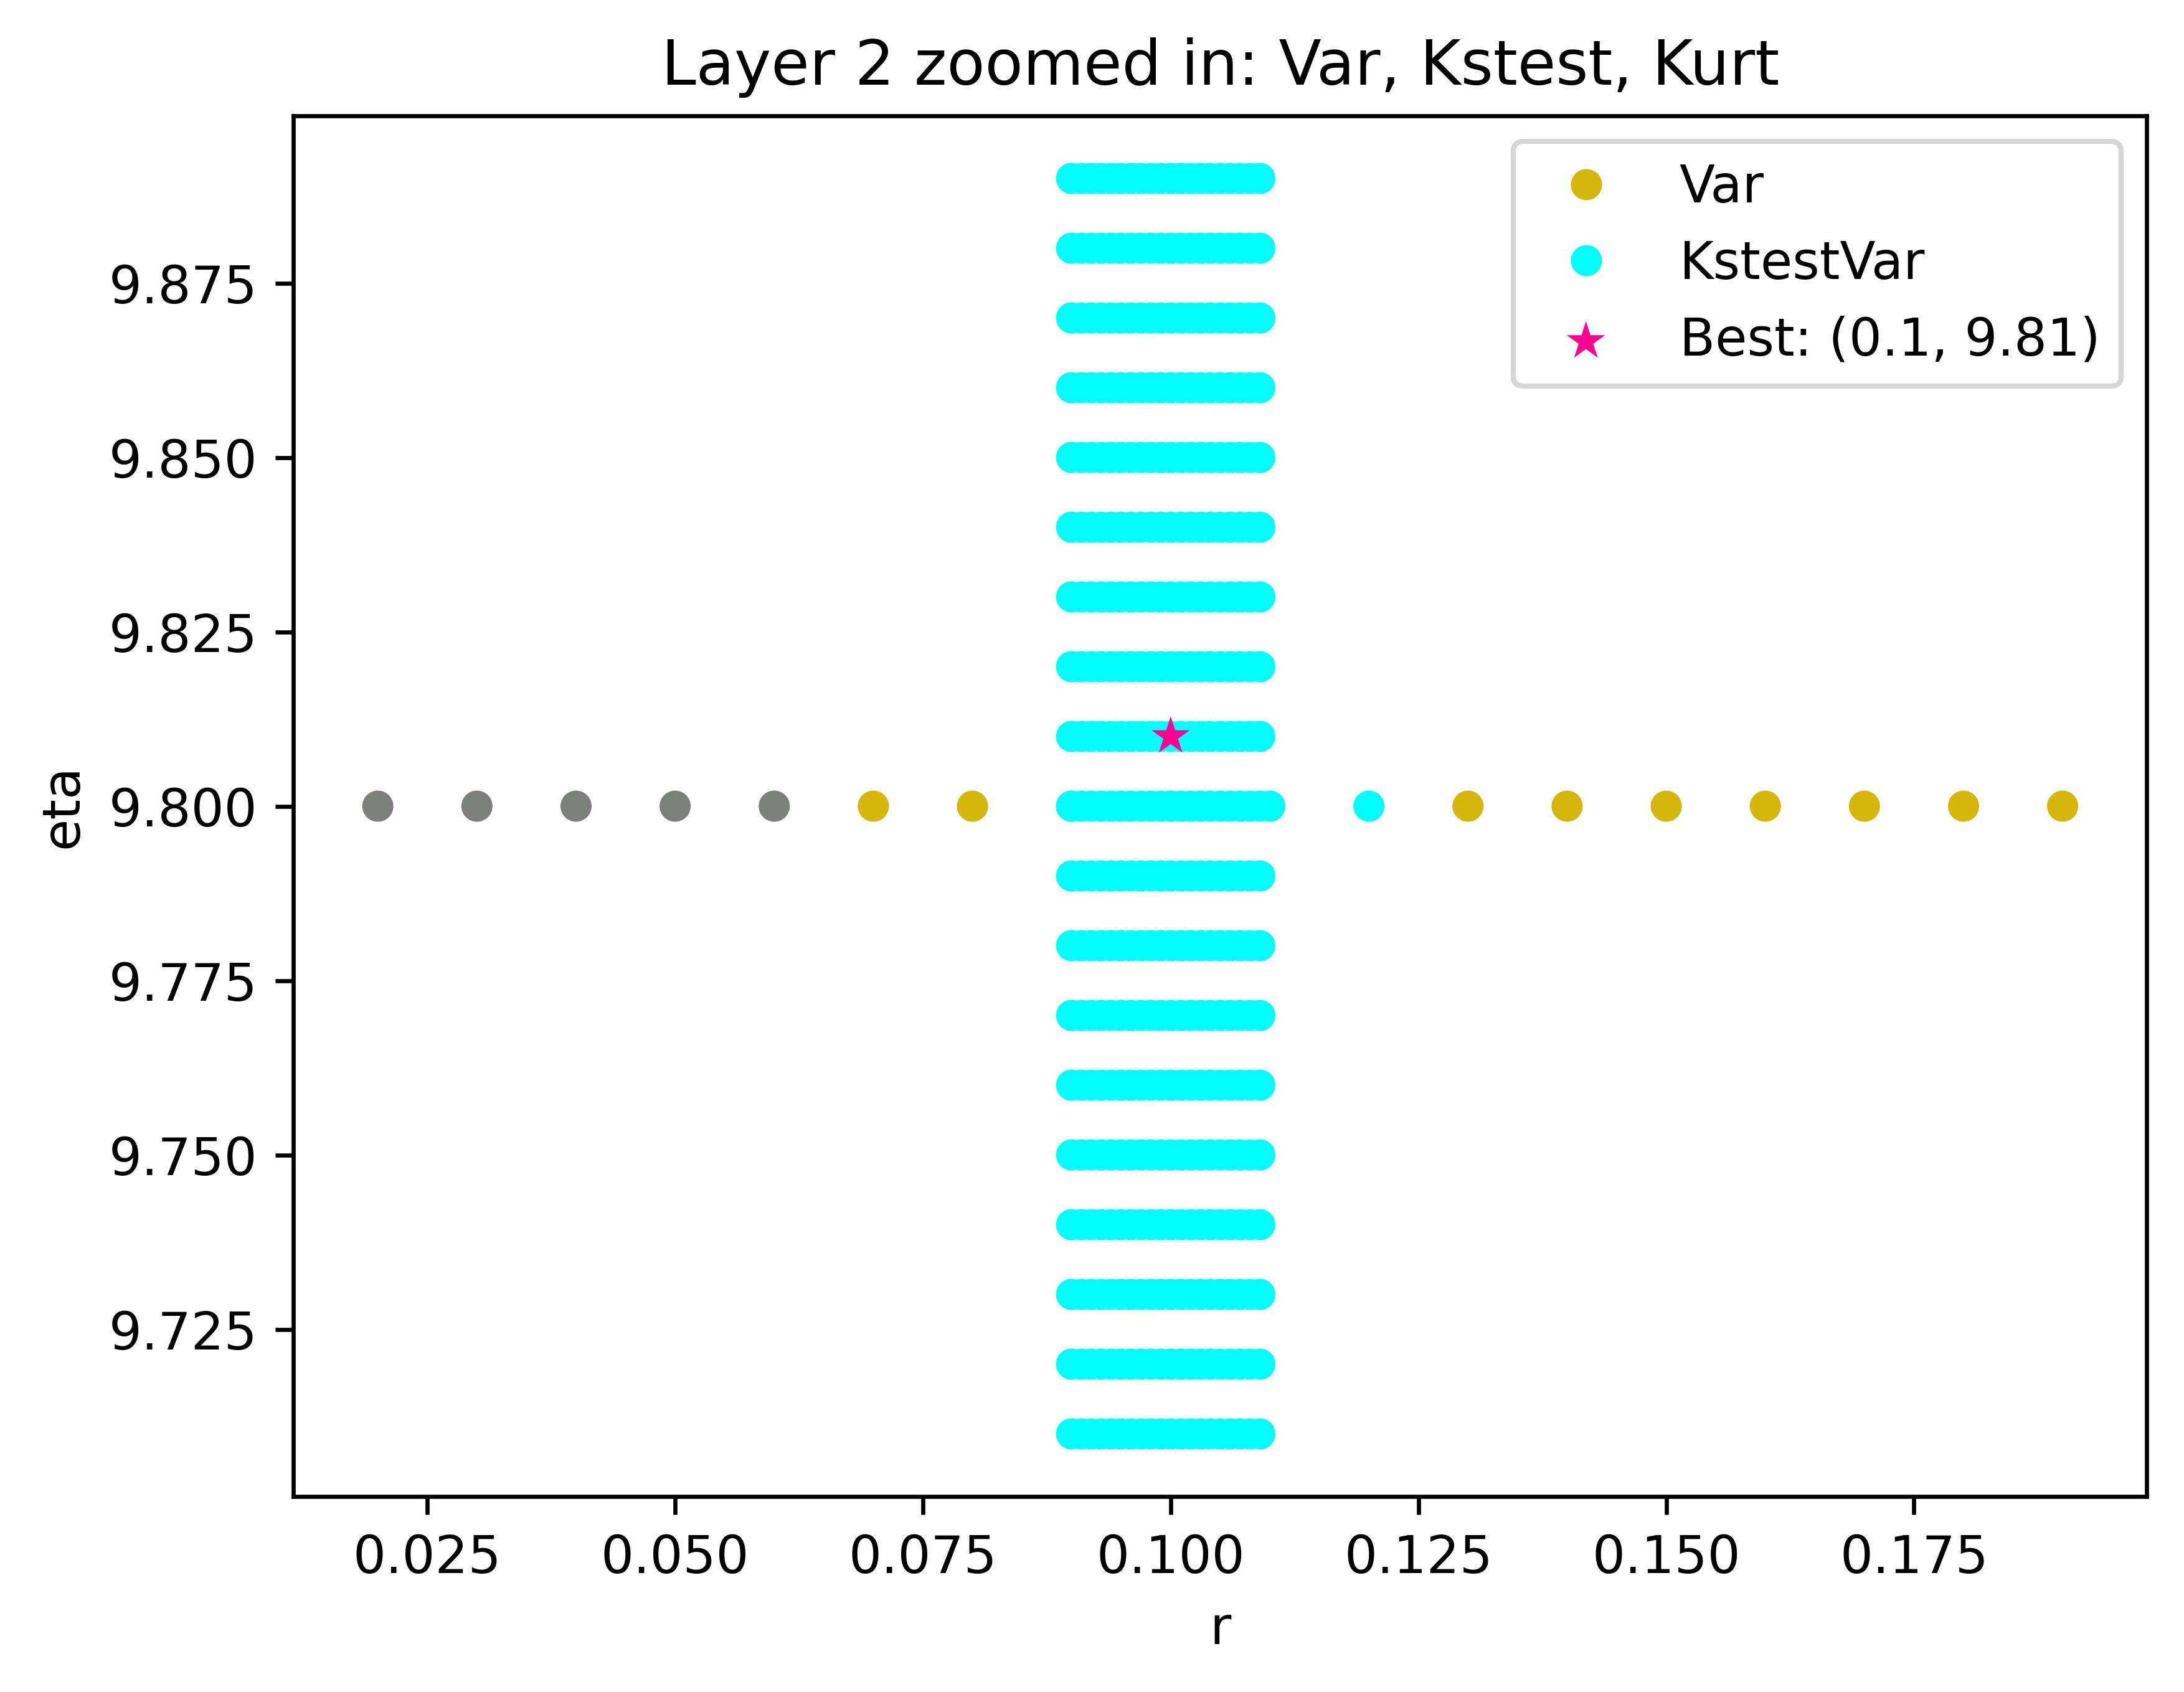 Layer 2 zoomed in: Var, Kstest, Kurt
Var
KstestVar
Best: (0.1, 9.81)
9.875
9.850
9.825
9.800
9.775
9.750
9.725
eta
0.025 0.050 0.075 0.100 0.125 0.150 0.175
r